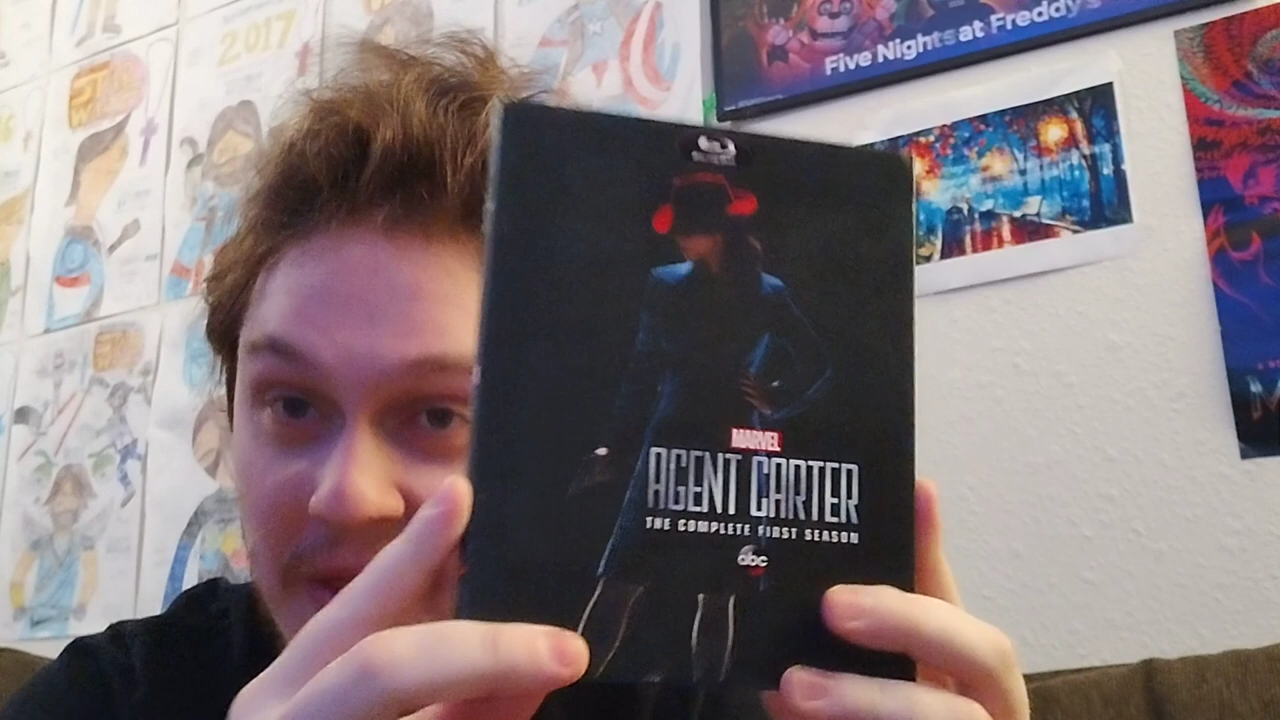 2017
Five Nights at Freddy's
MARVEL
AGENT CARTER
THE COMPLETE FIRST SEASON
abc